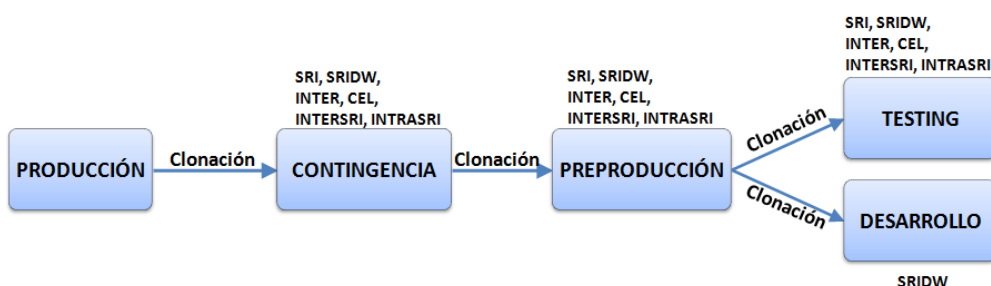 SRI, SRIDW,
INTER, CEL,
INTERSRI, INTRASRI
SRI, SRIDW,
INTER, CEL,
INTERSRI, INTRASRI
SRI, SRIDW,
INTER, CEL,
INTERSRI, INTRASRI
PRODUCCIÓN
Clonación
CONTINGENCIA
Clonación
PREPRODUCCIÓN
Clonación
TESTING
Clonación
DESARROLLO
SRIDW